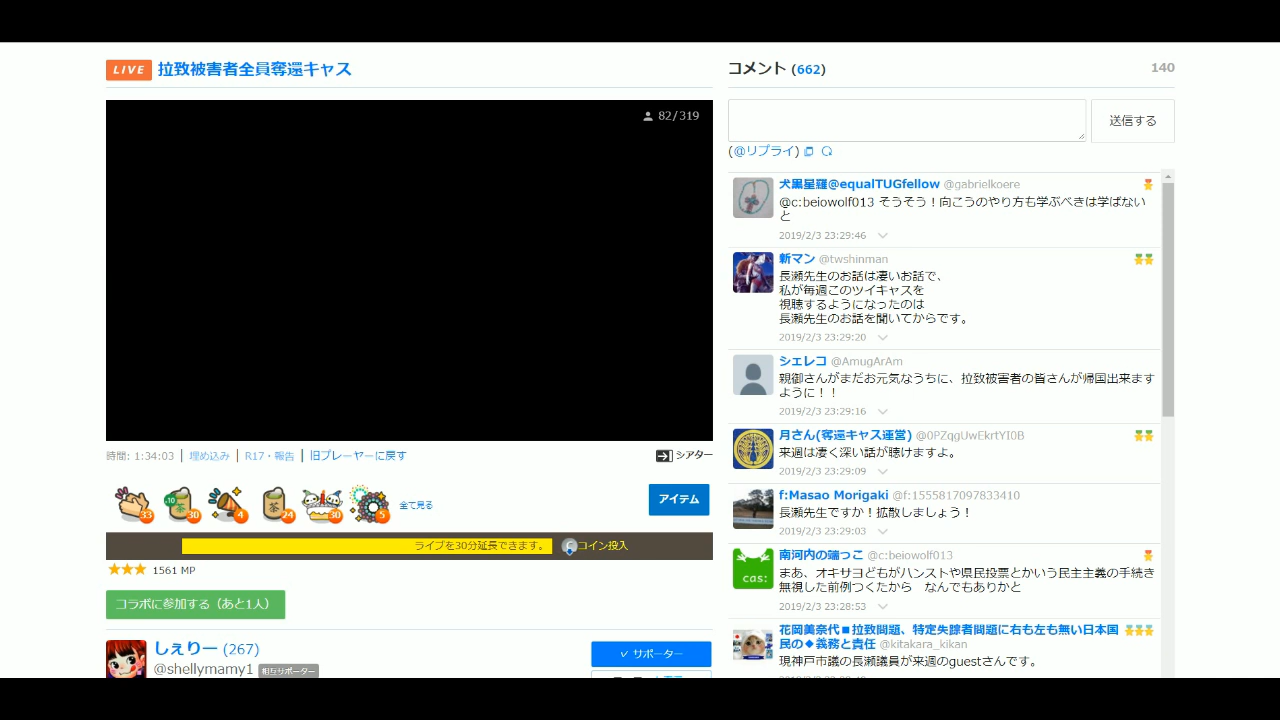 LIVE 拉致被害者全員奪還キャス
82/319
時間: 1:34:03 | 埋め込み | R17・報告 | 旧プレーヤーに戻す
シアター
33 +10 30 4 茶 24 30 5 全て見る
アイテム
ライブを30分延長できます。 C コイン投入
★★★ 1561 MP
コラボに参加する（あと1人）
しぇりー (267)
@shellymamy1 相互サポーター
✓ サポーター
コメント (662)
140
送信する
(@リプライ)
犬黒星羅@equalTUGfellow @gabrielkoere
@c:beiowolf013 そうそう！向こうのやり方も学ぶべきは学ばない
と
2019/2/3 23:29:46
新マン @twshinman
長瀬先生のお話は凄いお話で、
私が毎週このツイキャスを
視聴するようになったのは
長瀬先生のお話を聞いてからです。
2019/2/3 23:29:20
シェレコ @AmugArAm
親御さんがまだお元気なうちに、拉致被害者の皆さんが帰国出来ます
ように！！
2019/2/3 23:29:16
月さん(奪還キャス運営) @0PZqgUwEkrtYI0B
来週は凄く深い話が聴けますよ。
2019/2/3 23:29:09
f:Masao Morigaki @f:1555817097833410
長瀬先生ですか！拡散しましょう！
2019/2/3 23:29:03
cas:
南河内の端っこ @c:beiowolf013
まあ、オキサヨどもがハンストや県民投票とかいう民主主義の手続き
無視した前例つくたから　なんでもありかと
2019/2/3 23:28:53
花岡美奈代■拉致問題、特定失踪者問題に右も左も無い日本国
民の◆義務と責任 @kitakara_kikan
現神戸市議の長瀬議員が来週のguestさんです。